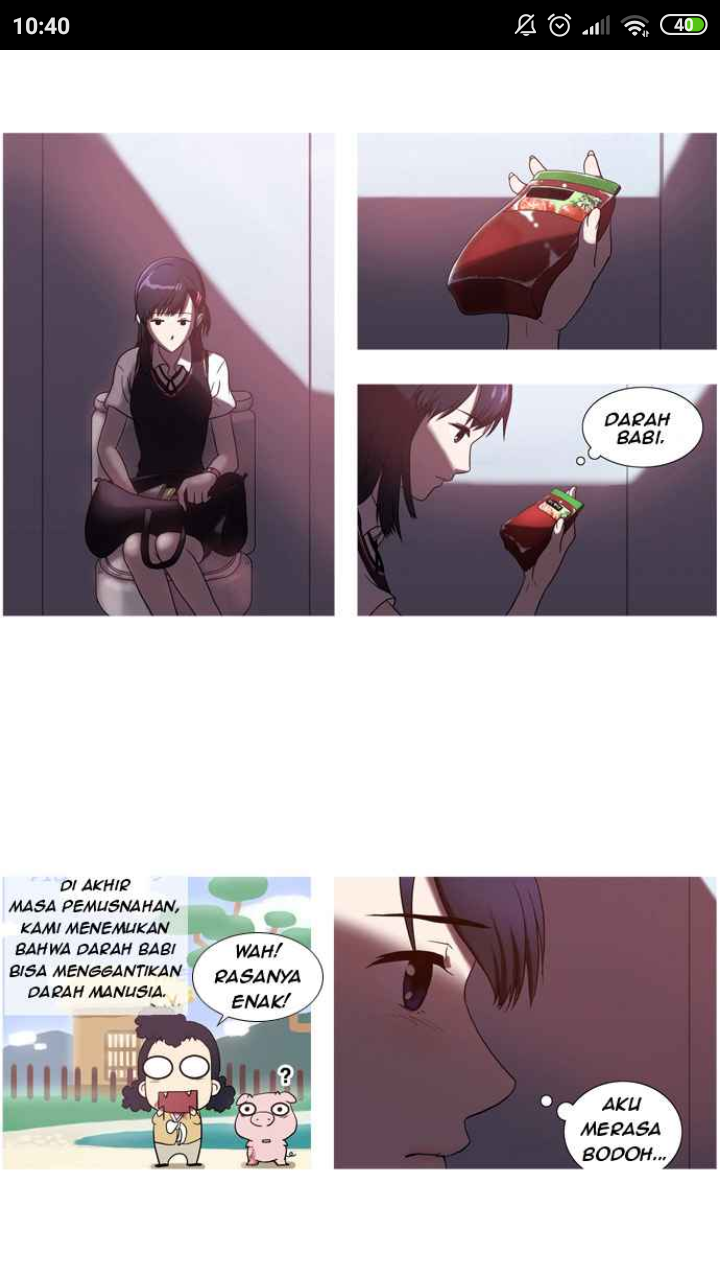 10:40
40
DARAH
BABI.
DI AKHIR
MASA PEMUSNAHAN,
KAMI MENEMUKAN
BAHWA DARAH BABI
BISA MENGGANTIKAN
DARAH MANUSIA.
WAH!
RASANYA
ENAK!
?
AKU
MERASA
BODOH...